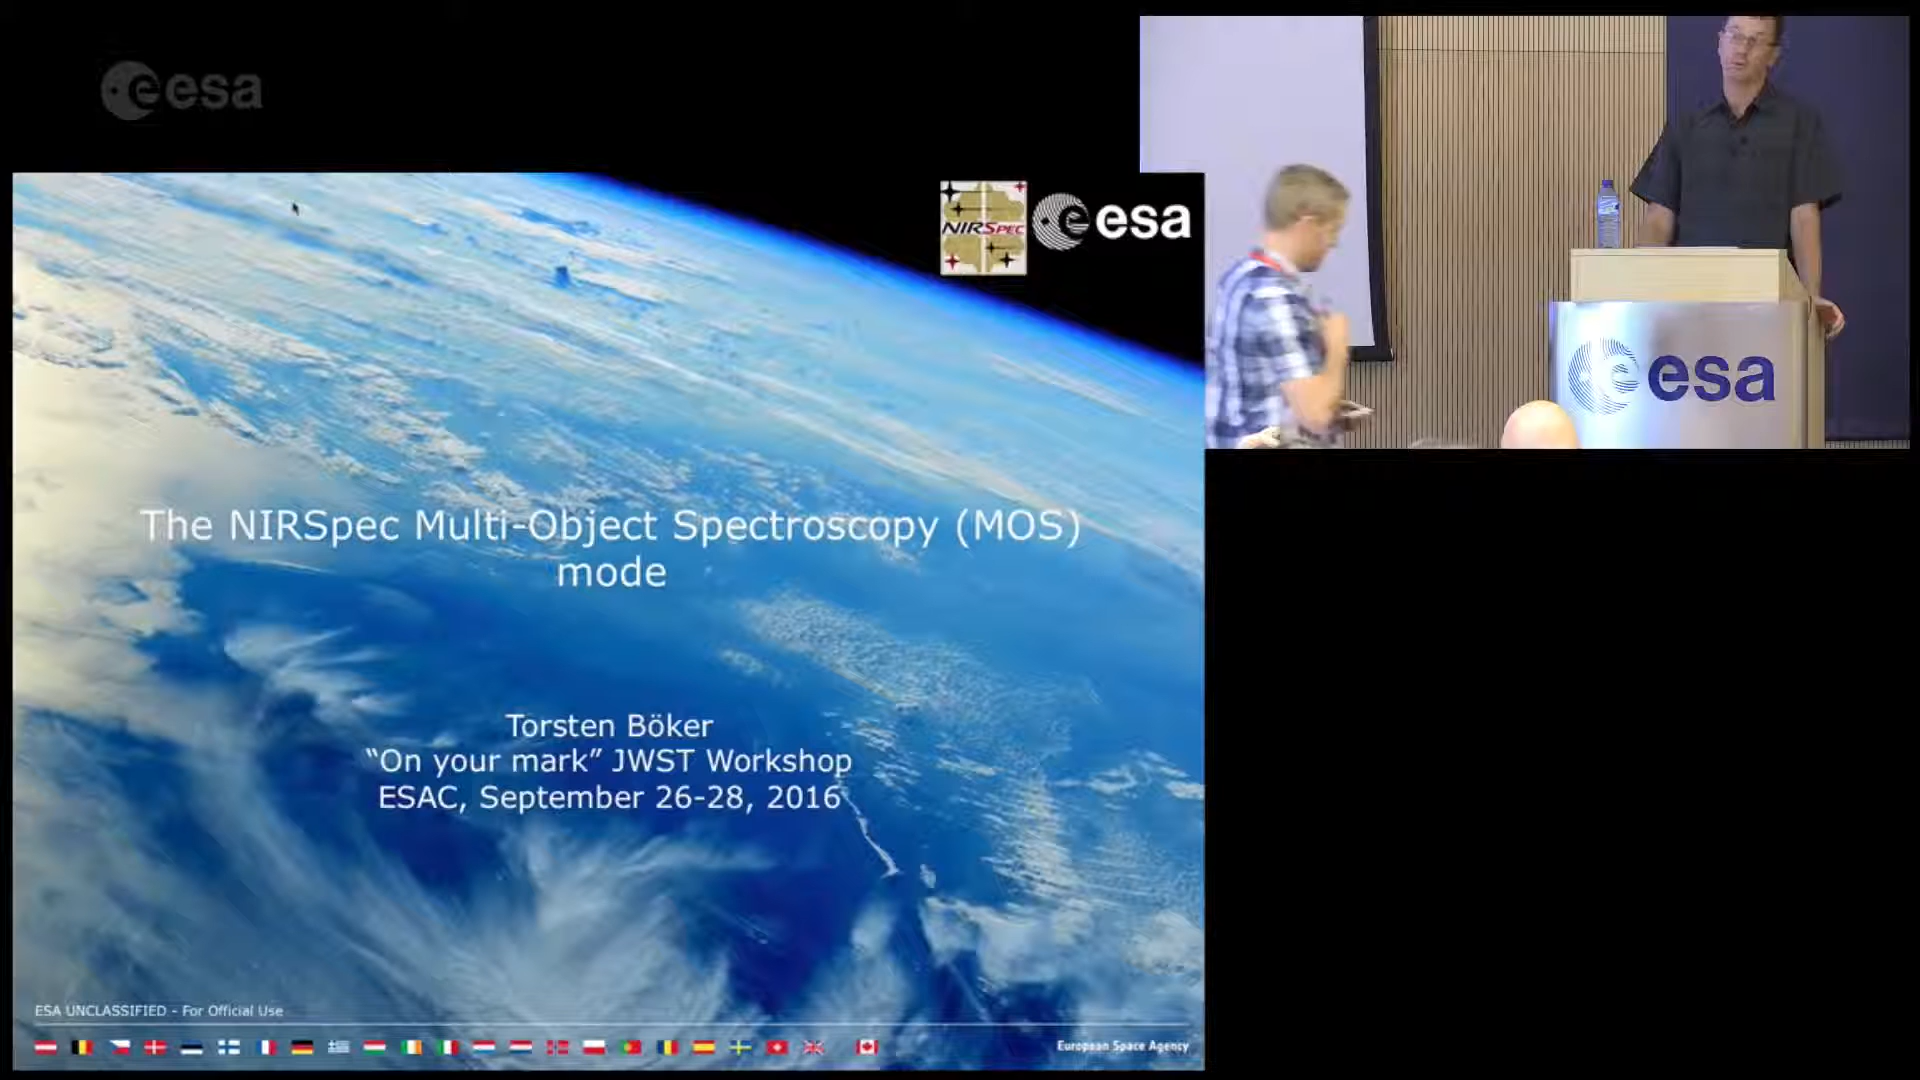 esa
NIRSpec
esa
The NIRSpec Multi-Object Spectroscopy (MOS)
mode
Torsten Böker
“On your mark” JWST Workshop
ESAC, September 26-28, 2016
ESA UNCLASSIFIED - For Official Use
European Space Agency
esa